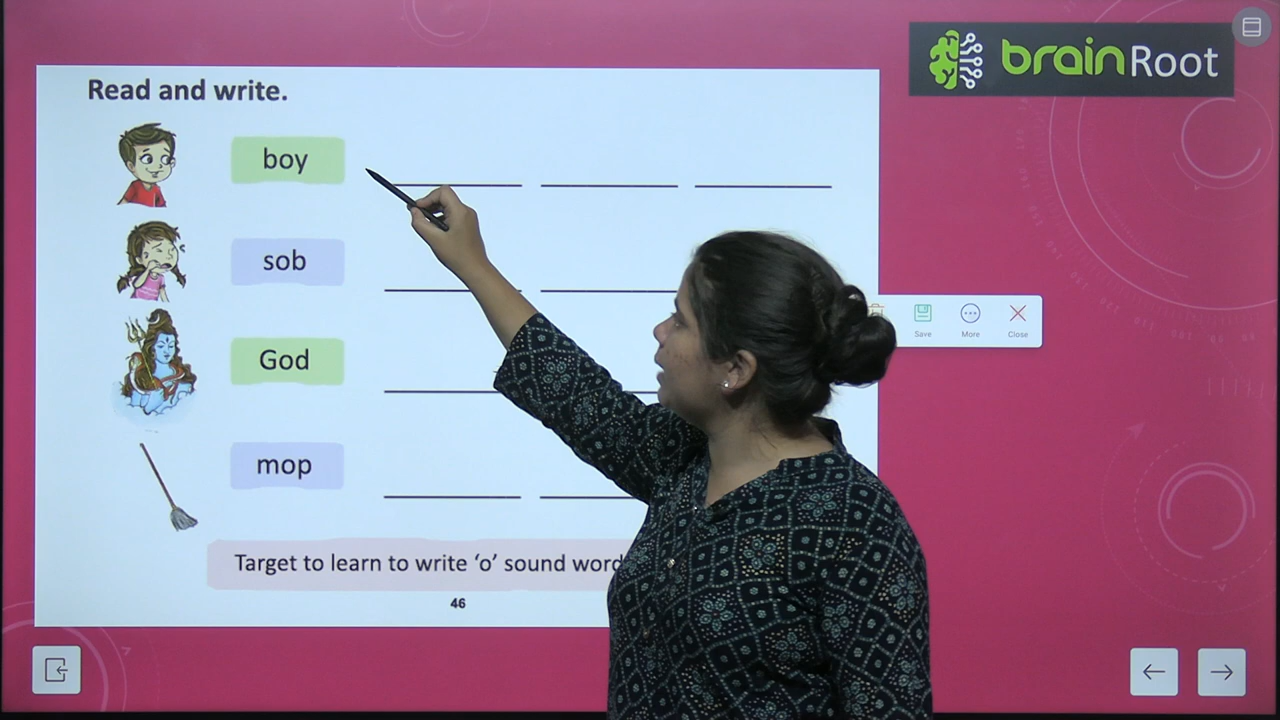 brainRoot
Read and write.
boy
sob
God
mop
Save
More
Close
Target to learn to write ‘o’ sound word
46